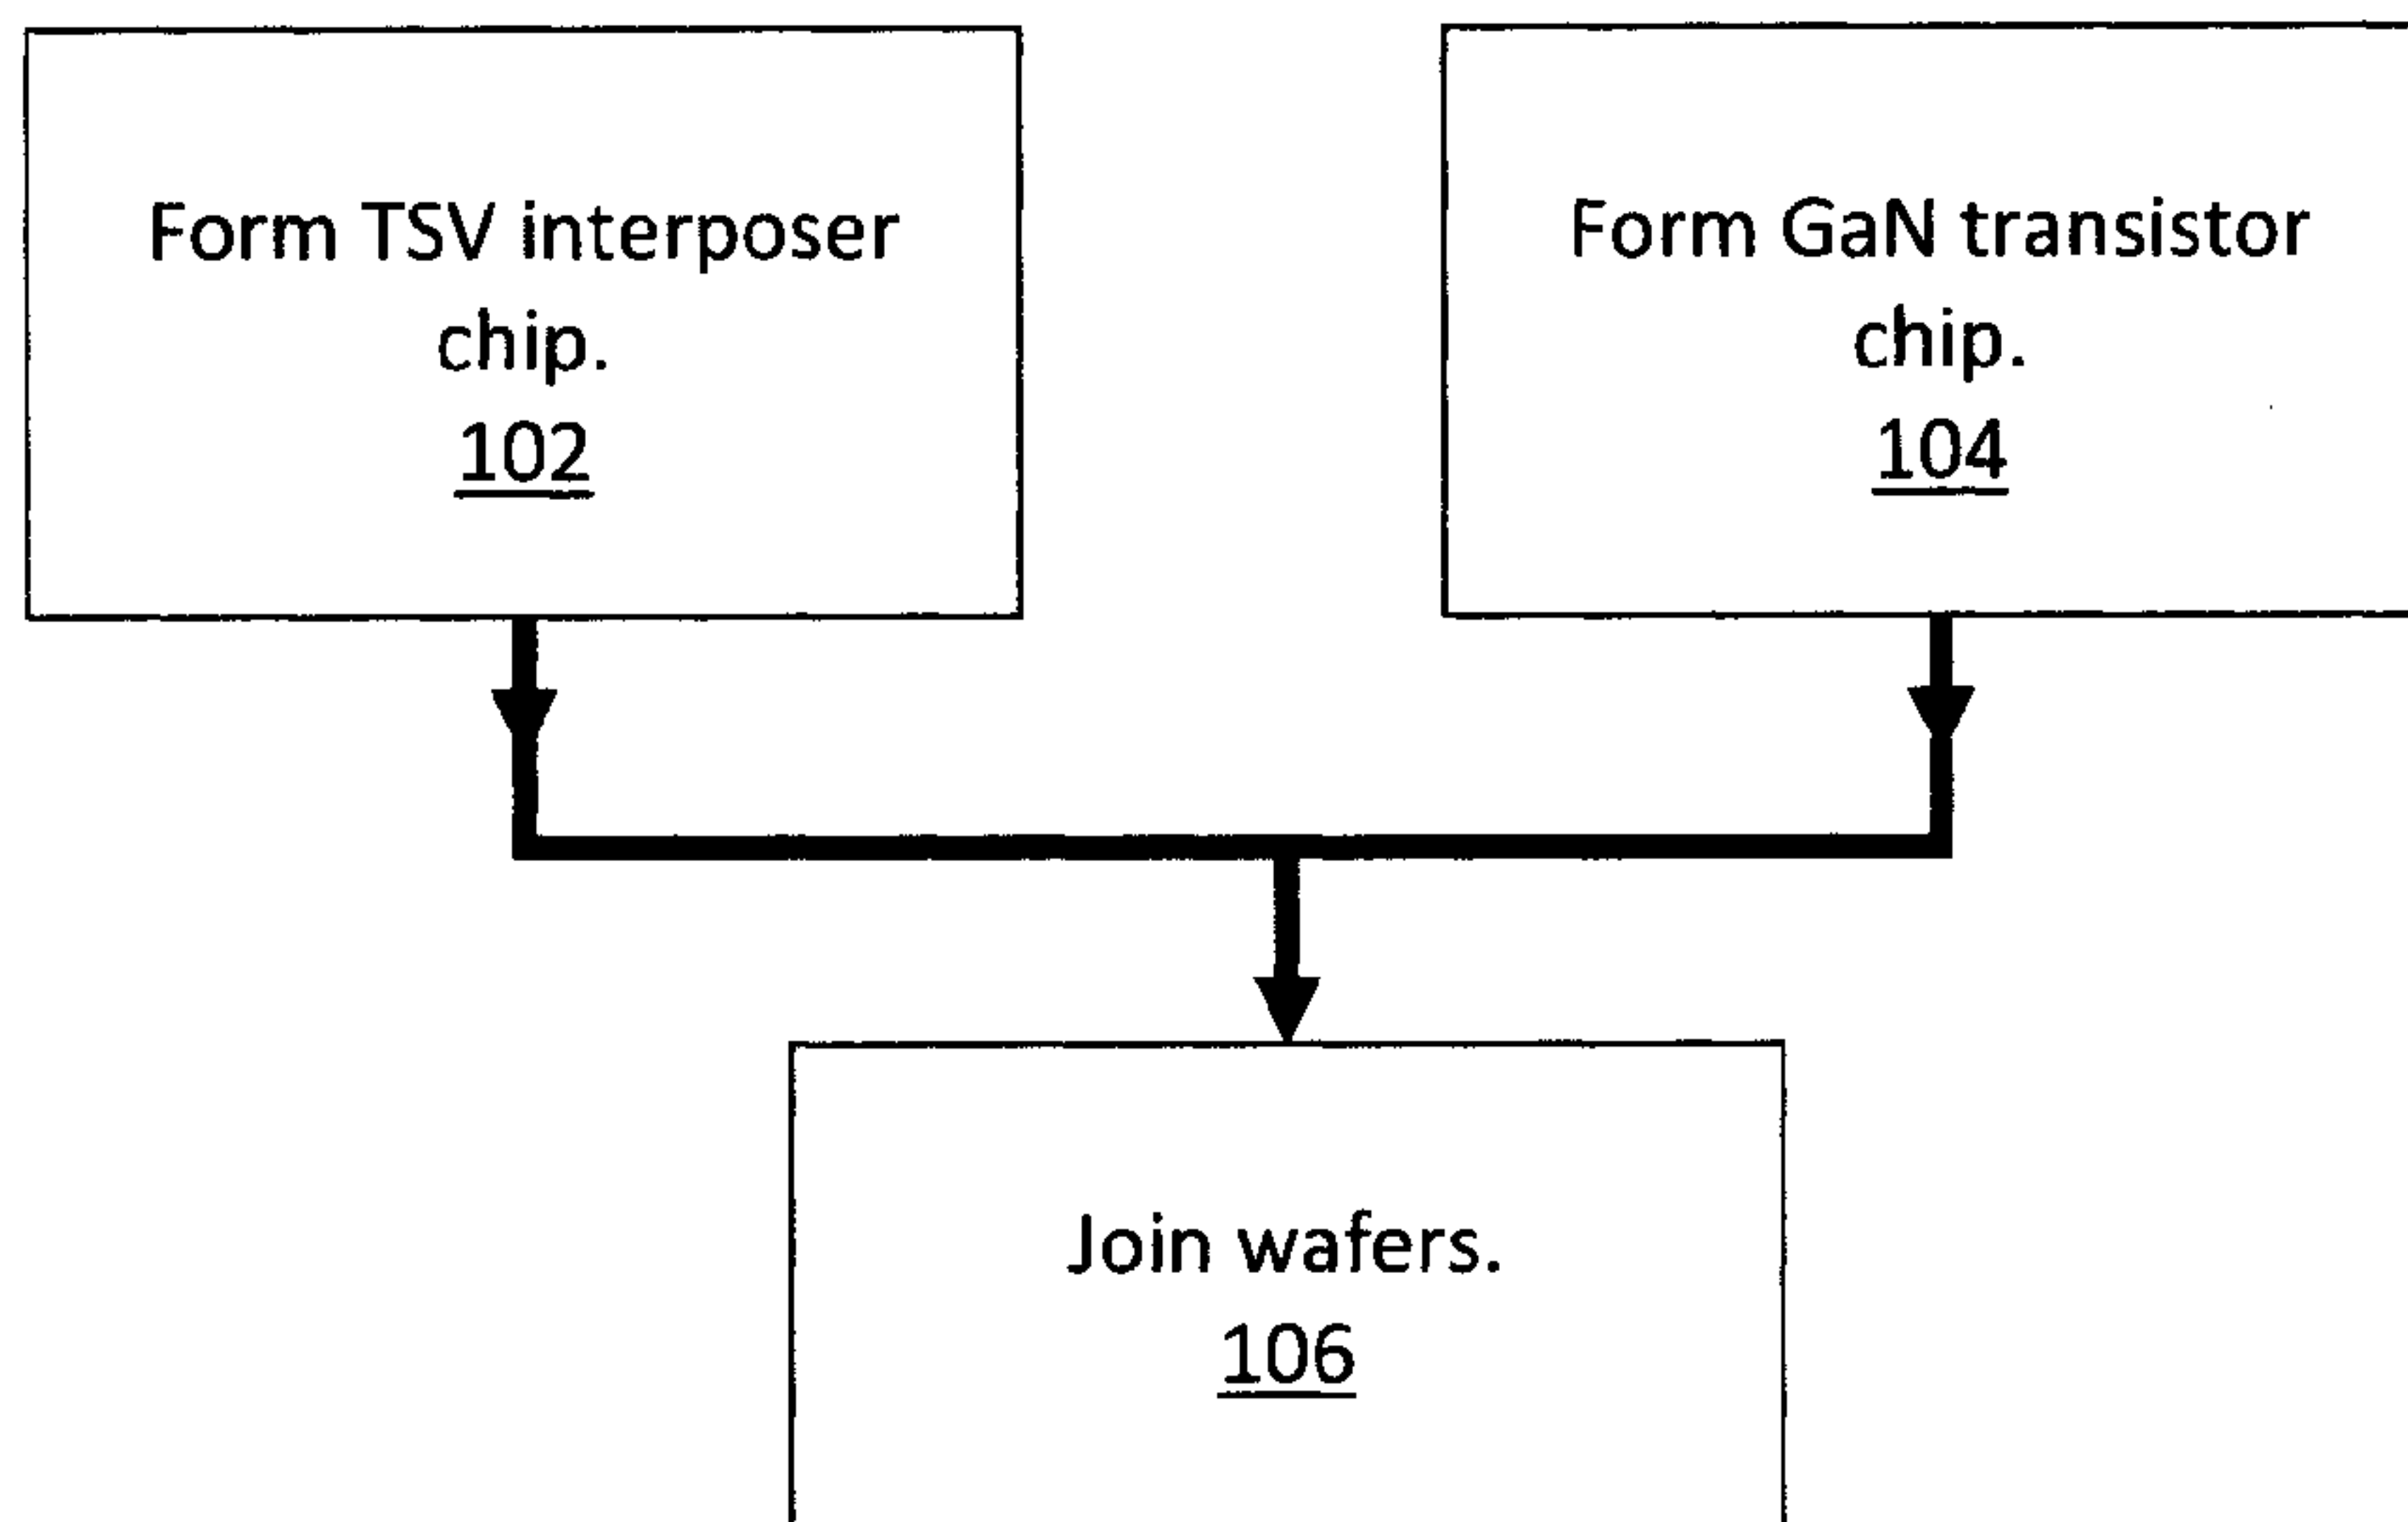 Form TSV interposer
chip.
102
Form GaN transistor
chip.
104
Join wafers.
106